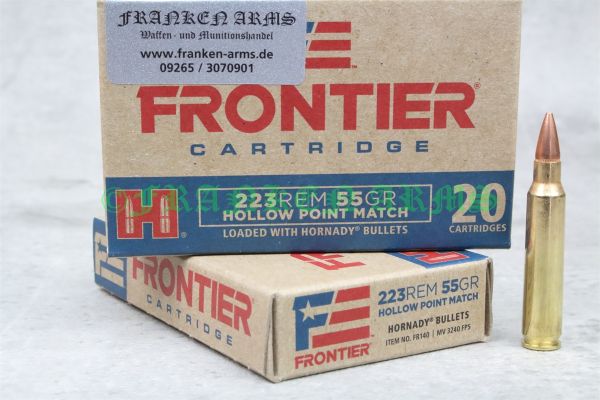 FRANKEN ARMS
Waffen- und Munitionshandel
www.franken-arms.de
09265 / 3070901
FRONTIER®
CARTRIDGE
H
223REM 55GR
HOLLOW POINT MATCH
LOADED WITH HORNADY® BULLETS
20
CARTRIDGES
©FRANKEN ARMS
FRONTIER
CARTRIDGE
223REM 55GR
HOLLOW POINT MATCH
HORNADY® BULLETS
ITEM NO. FR140 | MV 3240 FPS
FRONTIER®